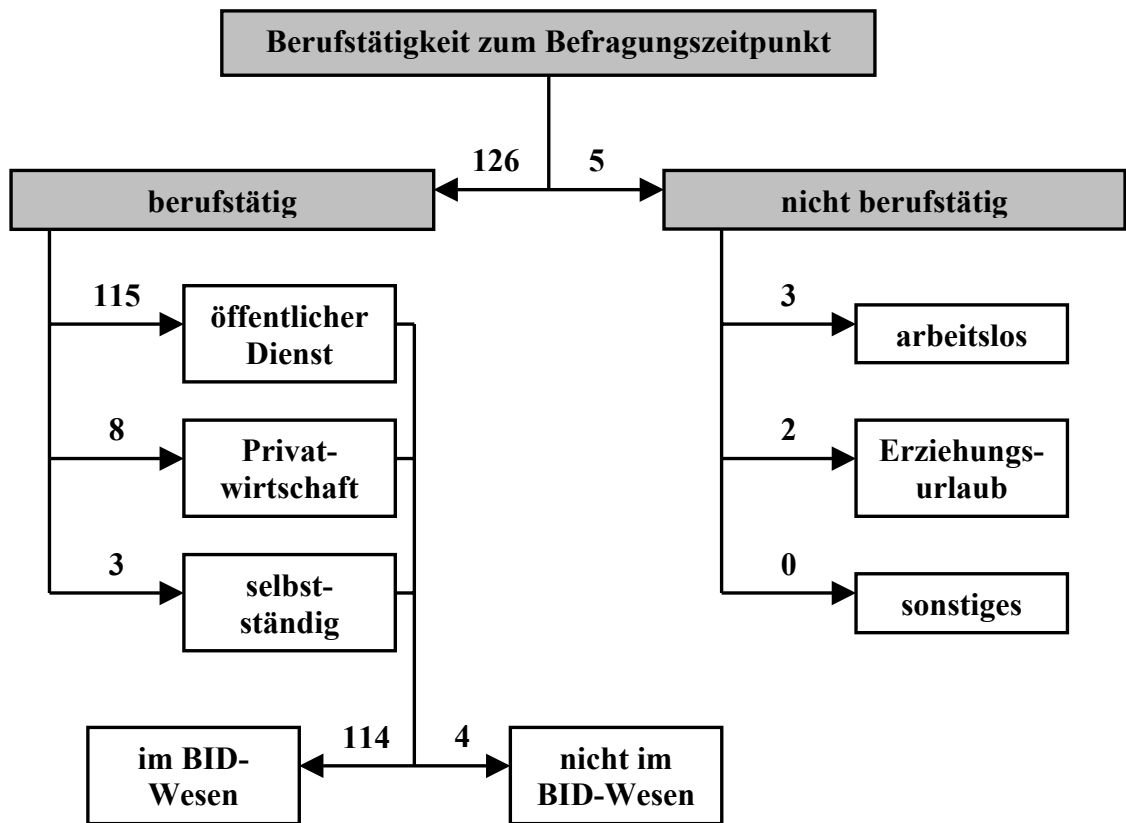 Berufstätigkeit zum Befragungszeitpunkt
126
5
berufstätig
nicht berufstätig
115
öffentlicher
Dienst
8
Privat-
wirtschaft
3
selbst-
ständig
3
arbeitslos
2
Erziehungs-
urlaub
0
sonstiges
im BID-
Wesen
114
4
nicht im
BID-Wesen